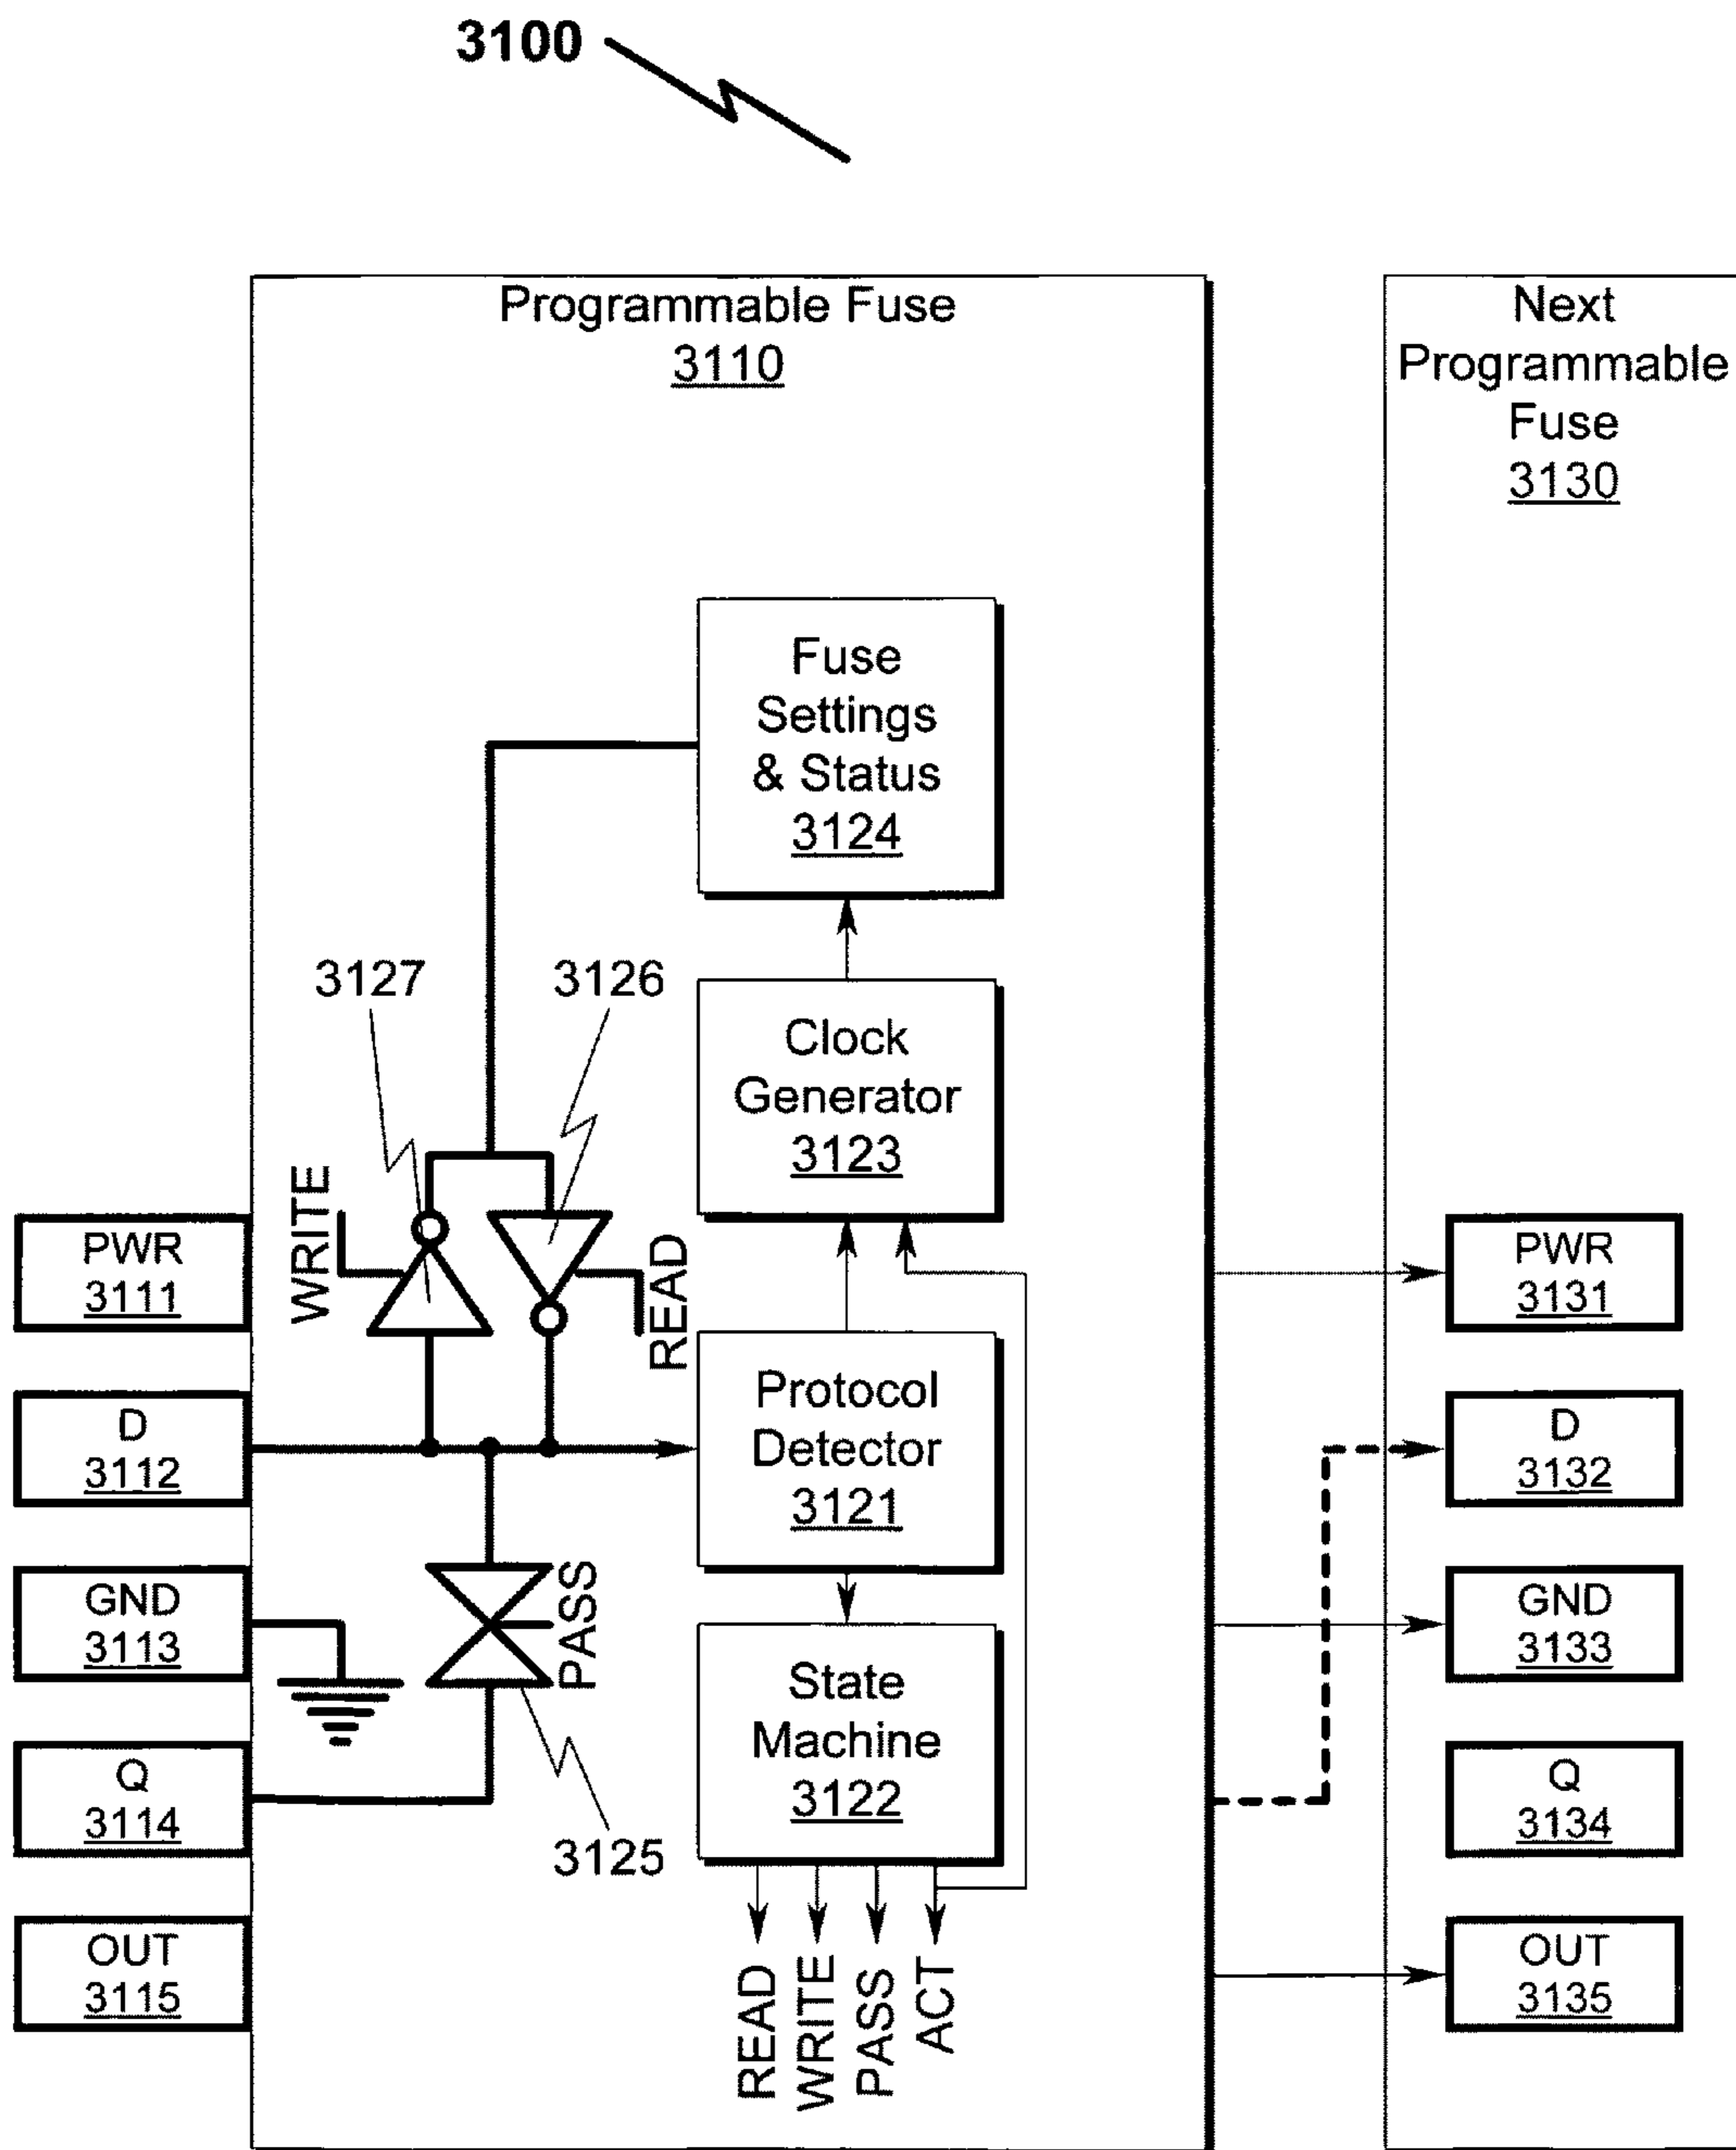 3100
Programmable Fuse
3110
Next
Programmable
Fuse
3130
Fuse
Settings
& Status
3124
3127
3126
Clock
Generator
3123
WRITE
READ
PWR
3111
D
3112
GND
3113
Q
3114
OUT
3115
Protocol
Detector
3121
PASS
State
Machine
3122
3125
READ
WRITE
PASS
ACT
PWR
3131
D
3132
GND
3133
Q
3134
OUT
3135